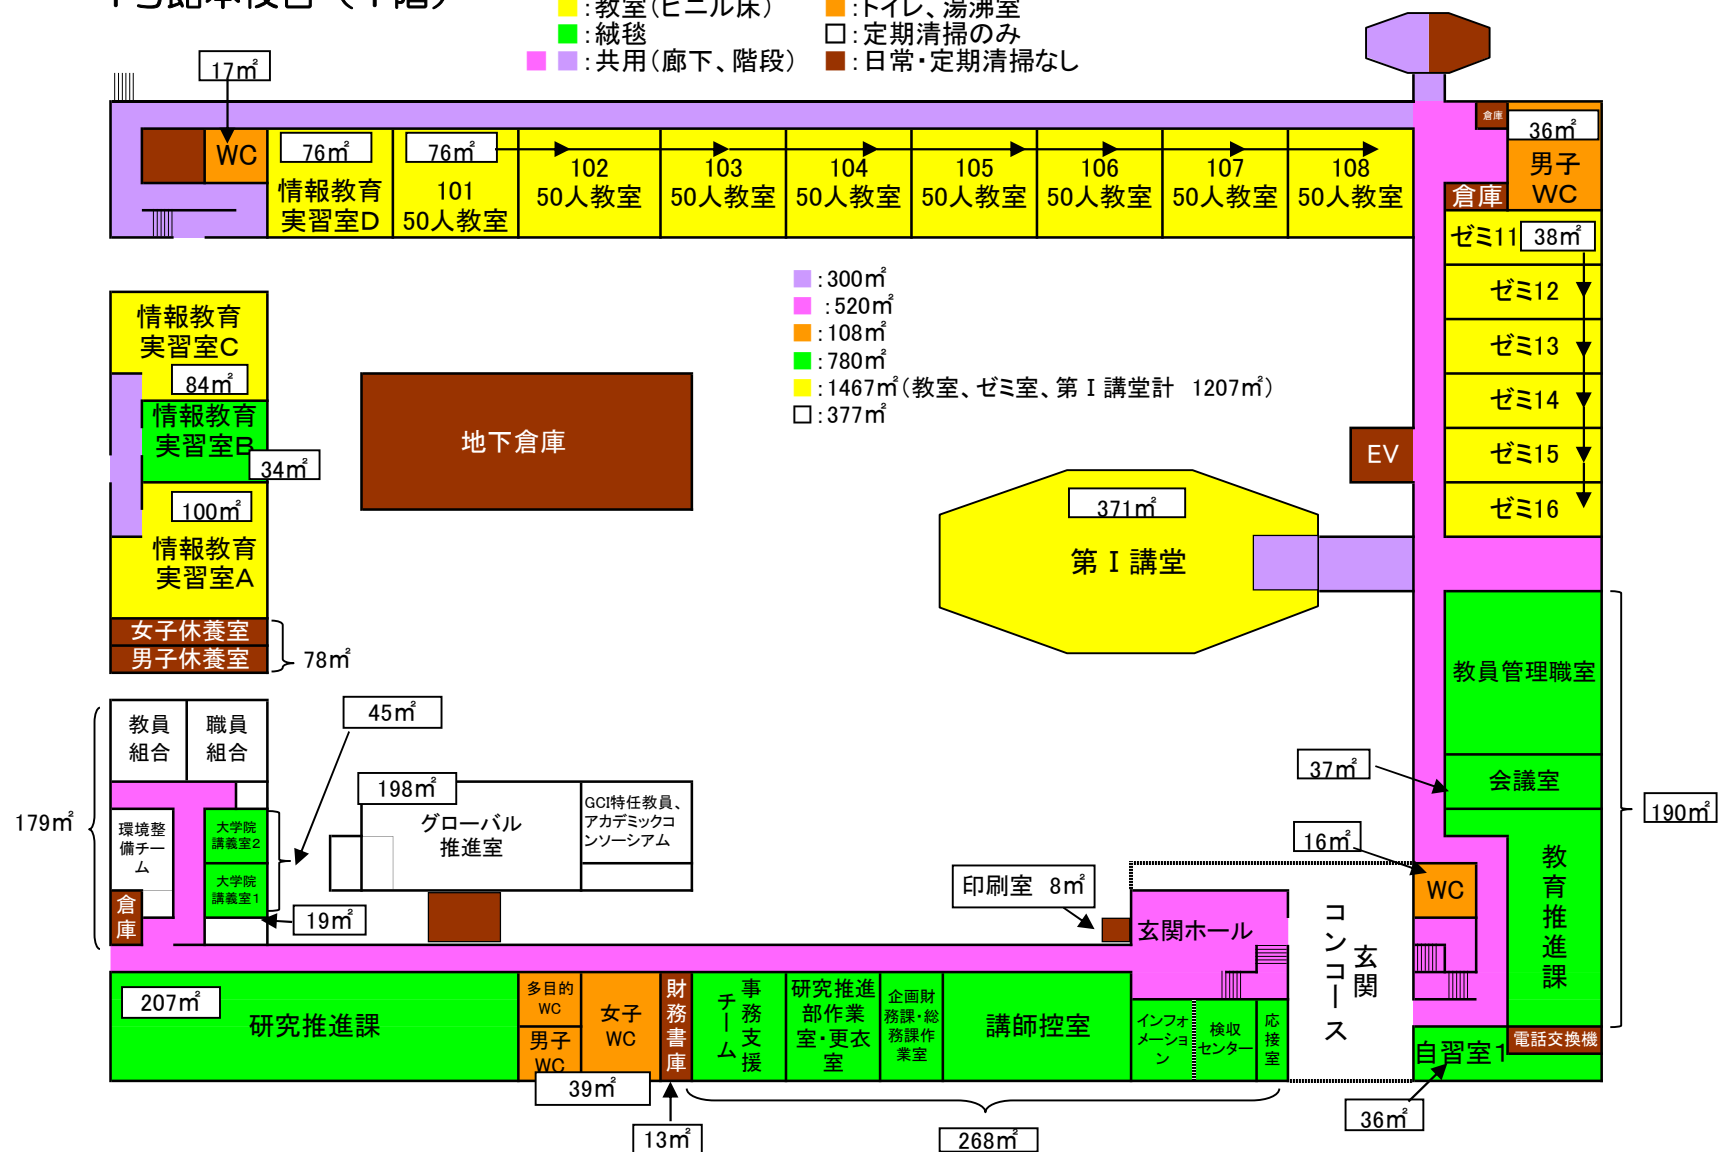 :教室(ビニル床)
:トイレ、湯沸室
:絨毯
:定期清掃のみ
:共用(廊下、階段)
:日常・定期清掃なし
17㎡
WC
76㎡
情報教育
実習室D
76㎡
101
50人教室
102
50人教室
103
50人教室
104
50人教室
105
50人教室
106
50人教室
107
50人教室
108
50人教室
倉庫
36㎡
男子
WC
倉庫
ゼミ11
38㎡
ゼミ12
ゼミ13
ゼミ14
ゼミ15
ゼミ16
:300㎡
:520㎡
:108㎡
:780㎡
:1467㎡(教室、ゼミ室、第Ⅰ講堂計 1207㎡)
:377㎡
情報教育
実習室C
84㎡
情報教育
実習室B
34㎡
100㎡
情報教育
実習室A
女子休養室
男子休養室
78㎡
地下倉庫
EV
371㎡
第Ⅰ講堂
教員管理職室
会議室
37㎡
190㎡
教育推進課
16㎡
WC
179㎡
教員
組合
職員
組合
45㎡
環境整
備チー
ム
大学院
講義室2
大学院
講義室1
倉庫
19㎡
198㎡
グローバル
推進室
GCI特任教員、
アカデミックコ
ンソーシアム
印刷室 8㎡
玄関ホール
玄関
コンコース
207㎡
研究推進課
多目的
WC
男子
WC
女子
WC
39㎡
財務書庫
13㎡
事務支援
チーム
研究推進
部作業
室・更衣
室
企画財
務課・総
務課作
業室
講師控室
インフォ
メーショ
ン
検収
センター
応接室
268㎡
自習室1
電話交換機
36㎡